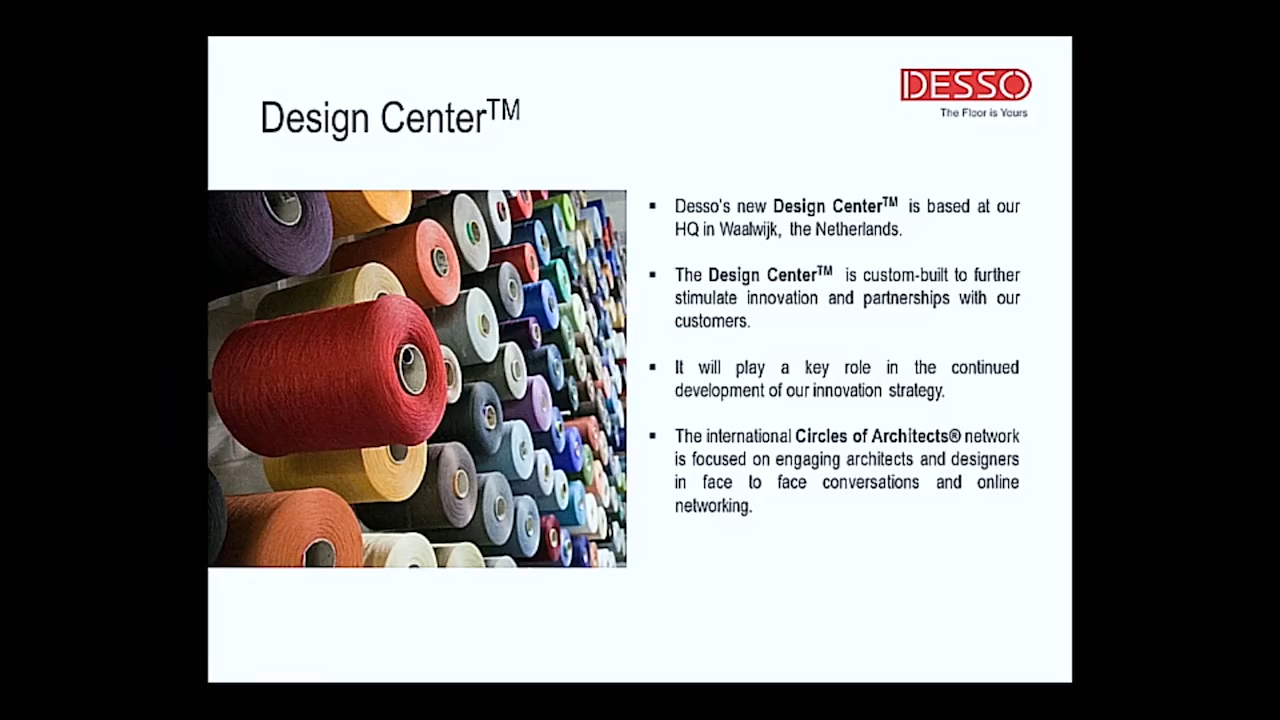 Design Center™
DESSO
The Floor is Yours
▪ Desso's new Design Center™ is based at our
HQ in Waalwijk, the Netherlands.
▪ The Design Center™ is custom-built to further
stimulate innovation and partnerships with our
customers.
▪ It will play a key role in the continued
development of our innovation strategy.
▪ The international Circles of Architects® network
is focused on engaging architects and designers
in face to face conversations and online
networking.